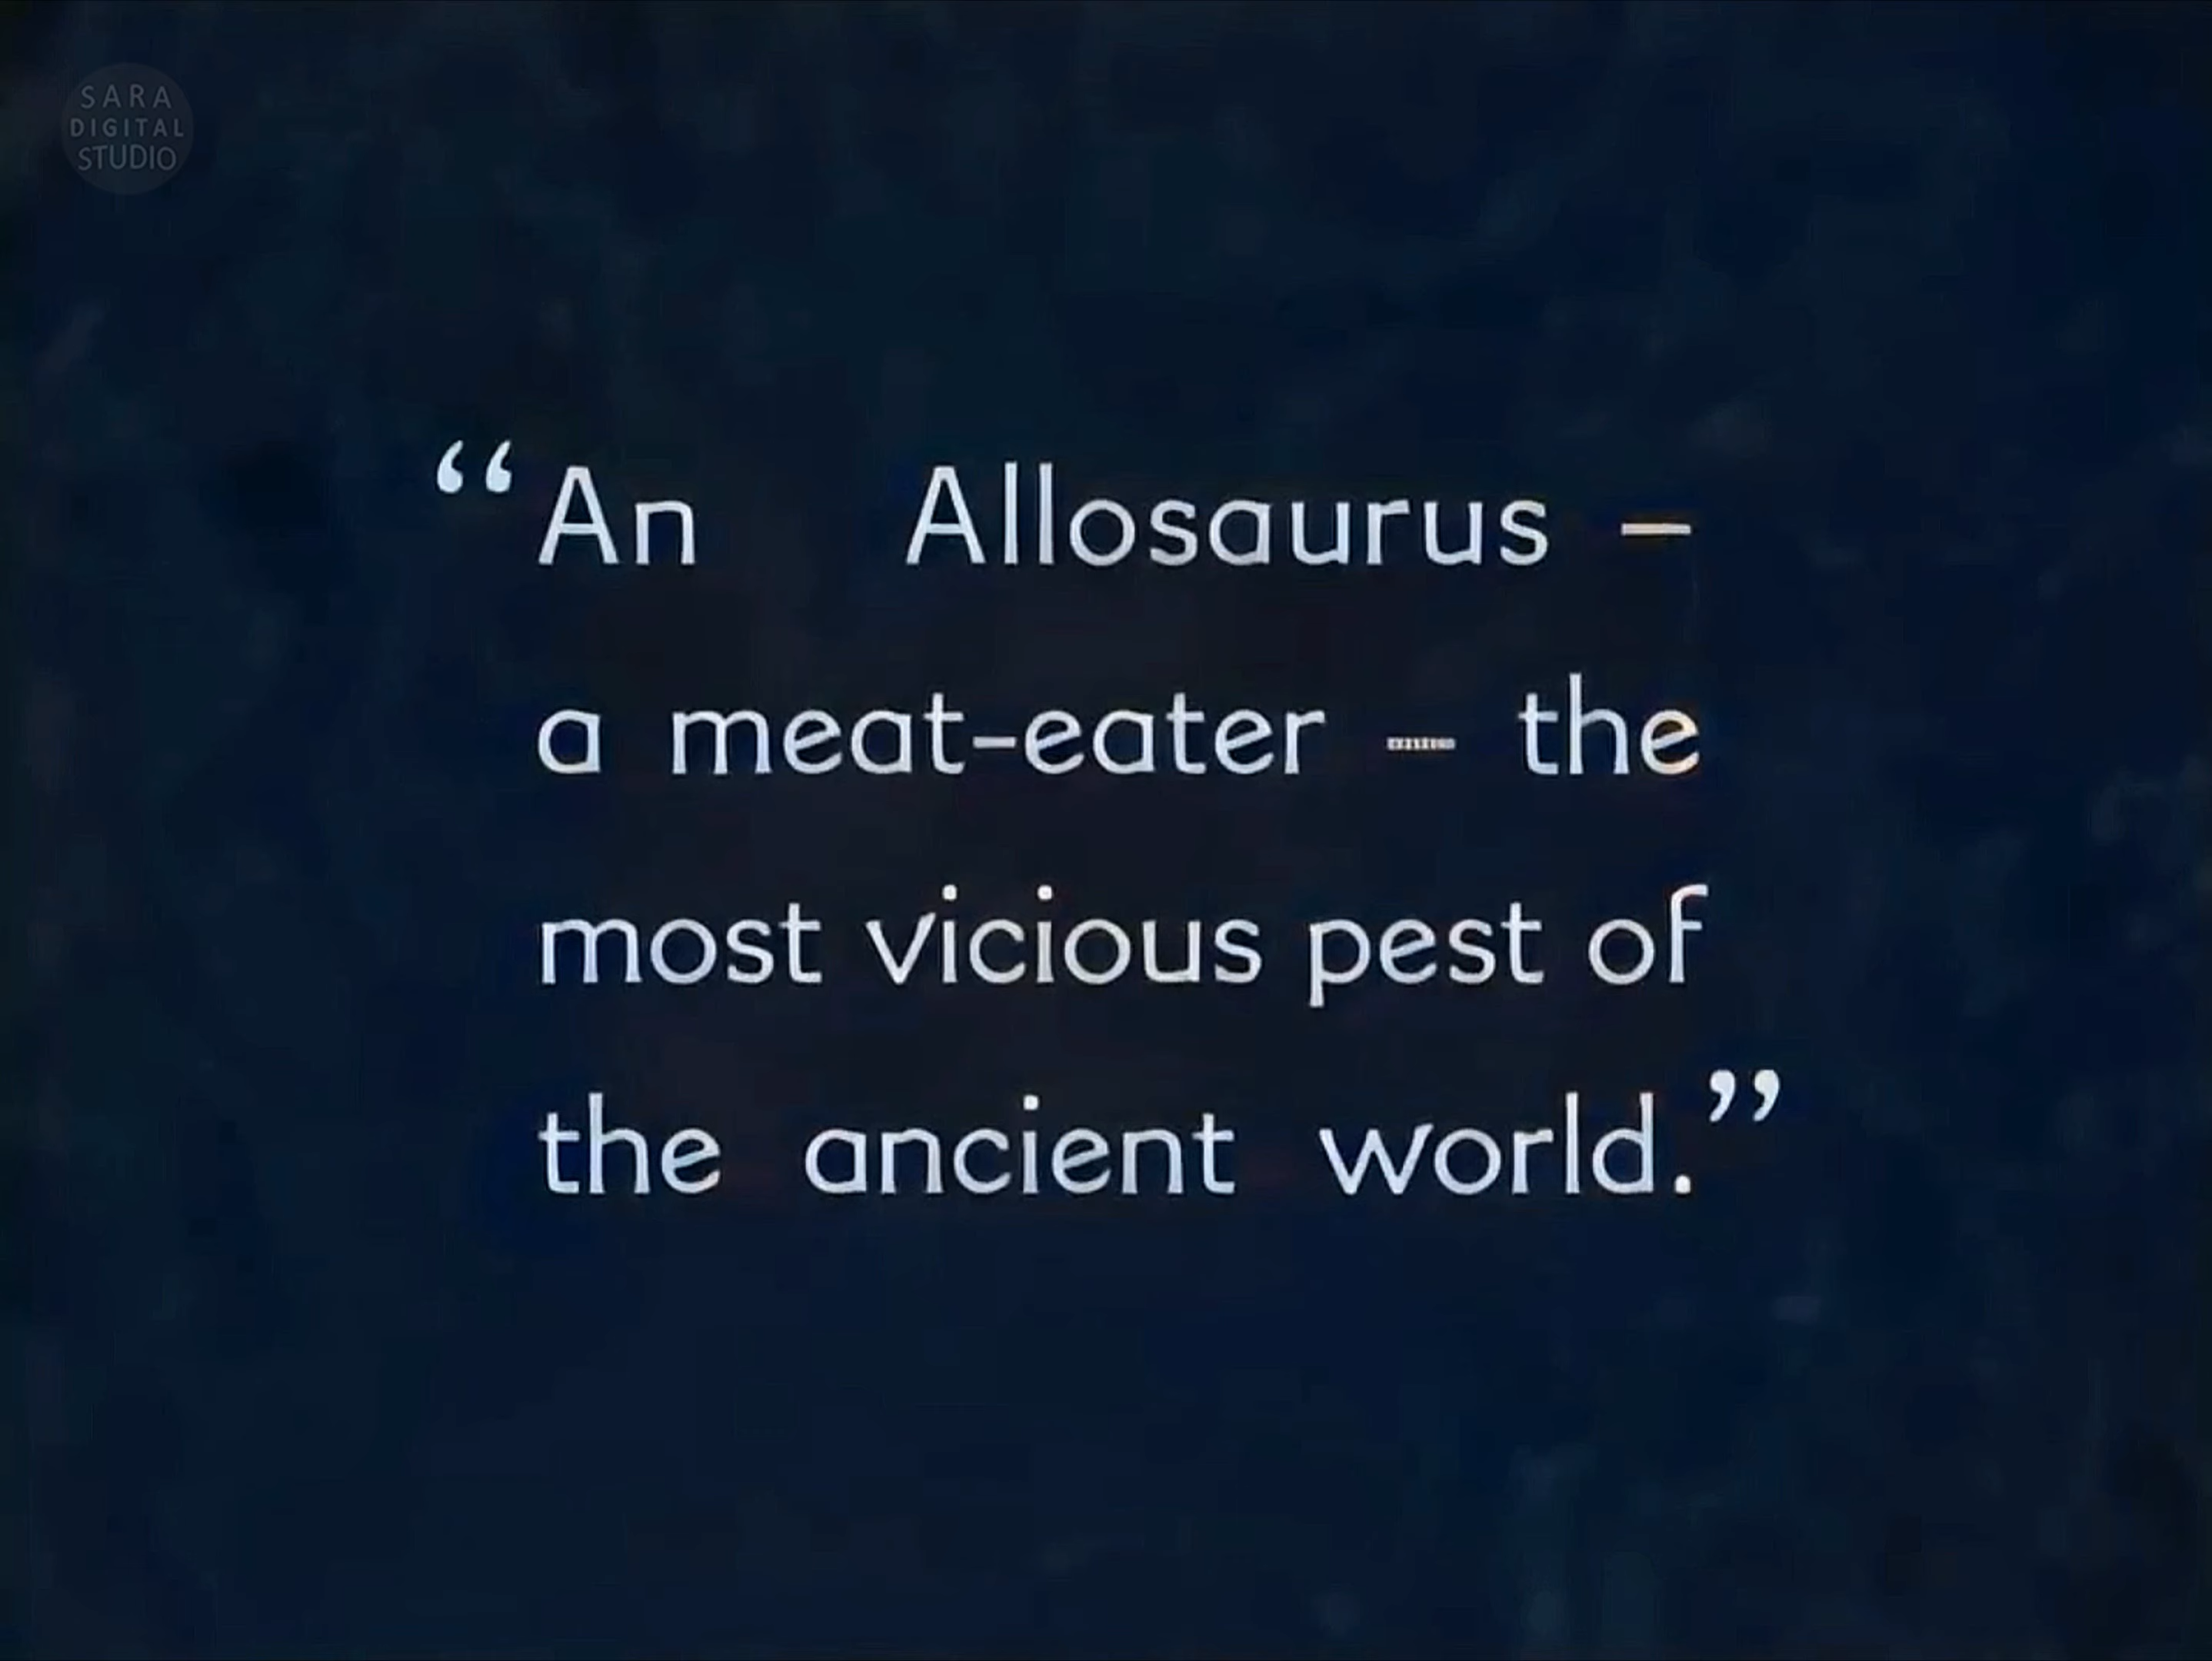 SARA
DIGITAL
STUDIO
“An Allosaurus –
a meat-eater – the
most vicious pest of
the ancient world.”